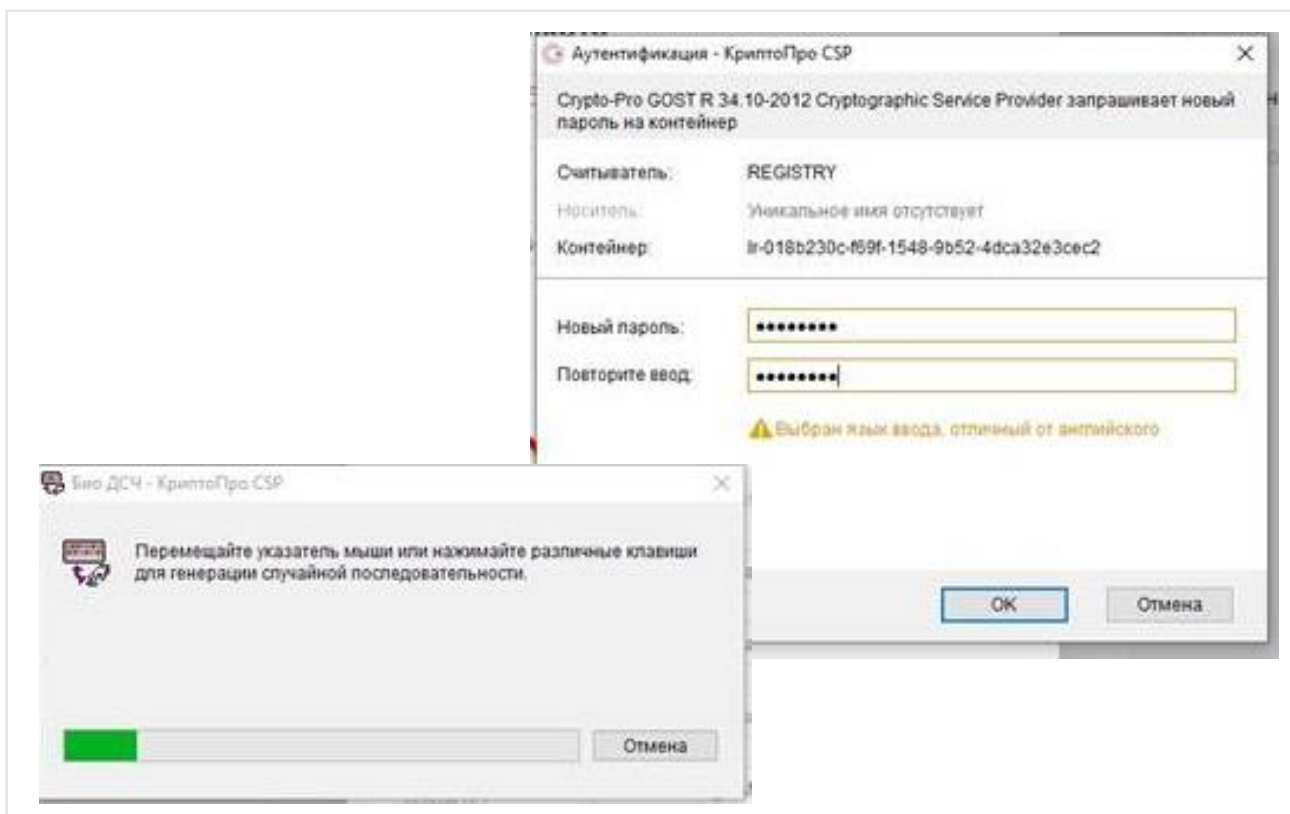 Аутентификация - КриптоПро CSP
Crypto-Pro GOST R 34.10-2012 Cryptographic Service Provider запрашивает новый
пароль на контейнер
Считыватель: REGISTRY
Носитель: Уникальное имя отсутствует
Контейнер: lr-018b230c-f69f-1548-9b52-4dca32e3cec2
Новый пароль: ••••••••
Повторите ввод: ••••••••
Выбран язык ввода, отличный от английского
OK Отмена
Био ДСЧ - КриптоПро CSP
Перемещайте указатель мыши или нажимайте различные клавиши
для генерации случайной последовательности.
Отмена